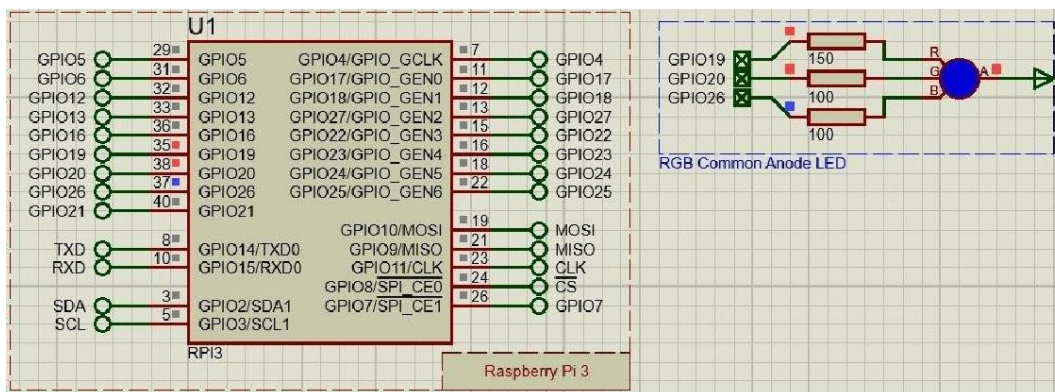 U1
GPIO5 29 GPIO5 GPIO4/GPIO_GCLK 7 GPIO4
GPIO6 31 GPIO6 GPIO17/GPIO_GEN0 11 GPIO17
GPIO12 32 GPIO12 GPIO18/GPIO_GEN1 12 GPIO18
GPIO13 33 GPIO13 GPIO27/GPIO_GEN2 13 GPIO27
GPIO16 36 GPIO16 GPIO22/GPIO_GEN3 15 GPIO22
GPIO19 35 GPIO19 GPIO23/GPIO_GEN4 16 GPIO23
GPIO20 38 GPIO20 GPIO24/GPIO_GEN5 18 GPIO24
GPIO26 37 GPIO26 GPIO25/GPIO_GEN6 22 GPIO25
GPIO21 40 GPIO21
GPIO10/MOSI 19 MOSI
TXD 8 GPIO14/TXD0 GPIO9/MISO 21 MISO
RXD 10 GPIO15/RXD0 GPIO11/CLK 23 CLK
GPIO8/SPI_CE0 24 CS
SDA 3 GPIO2/SDA1 GPIO7/SPI_CE1 26 GPIO7
SCL 5 GPIO3/SCL1
RPI3
Raspberry Pi 3
GPIO19 150 R
GPIO20 100 G A
GPIO26 100 B
RGB Common Anode LED